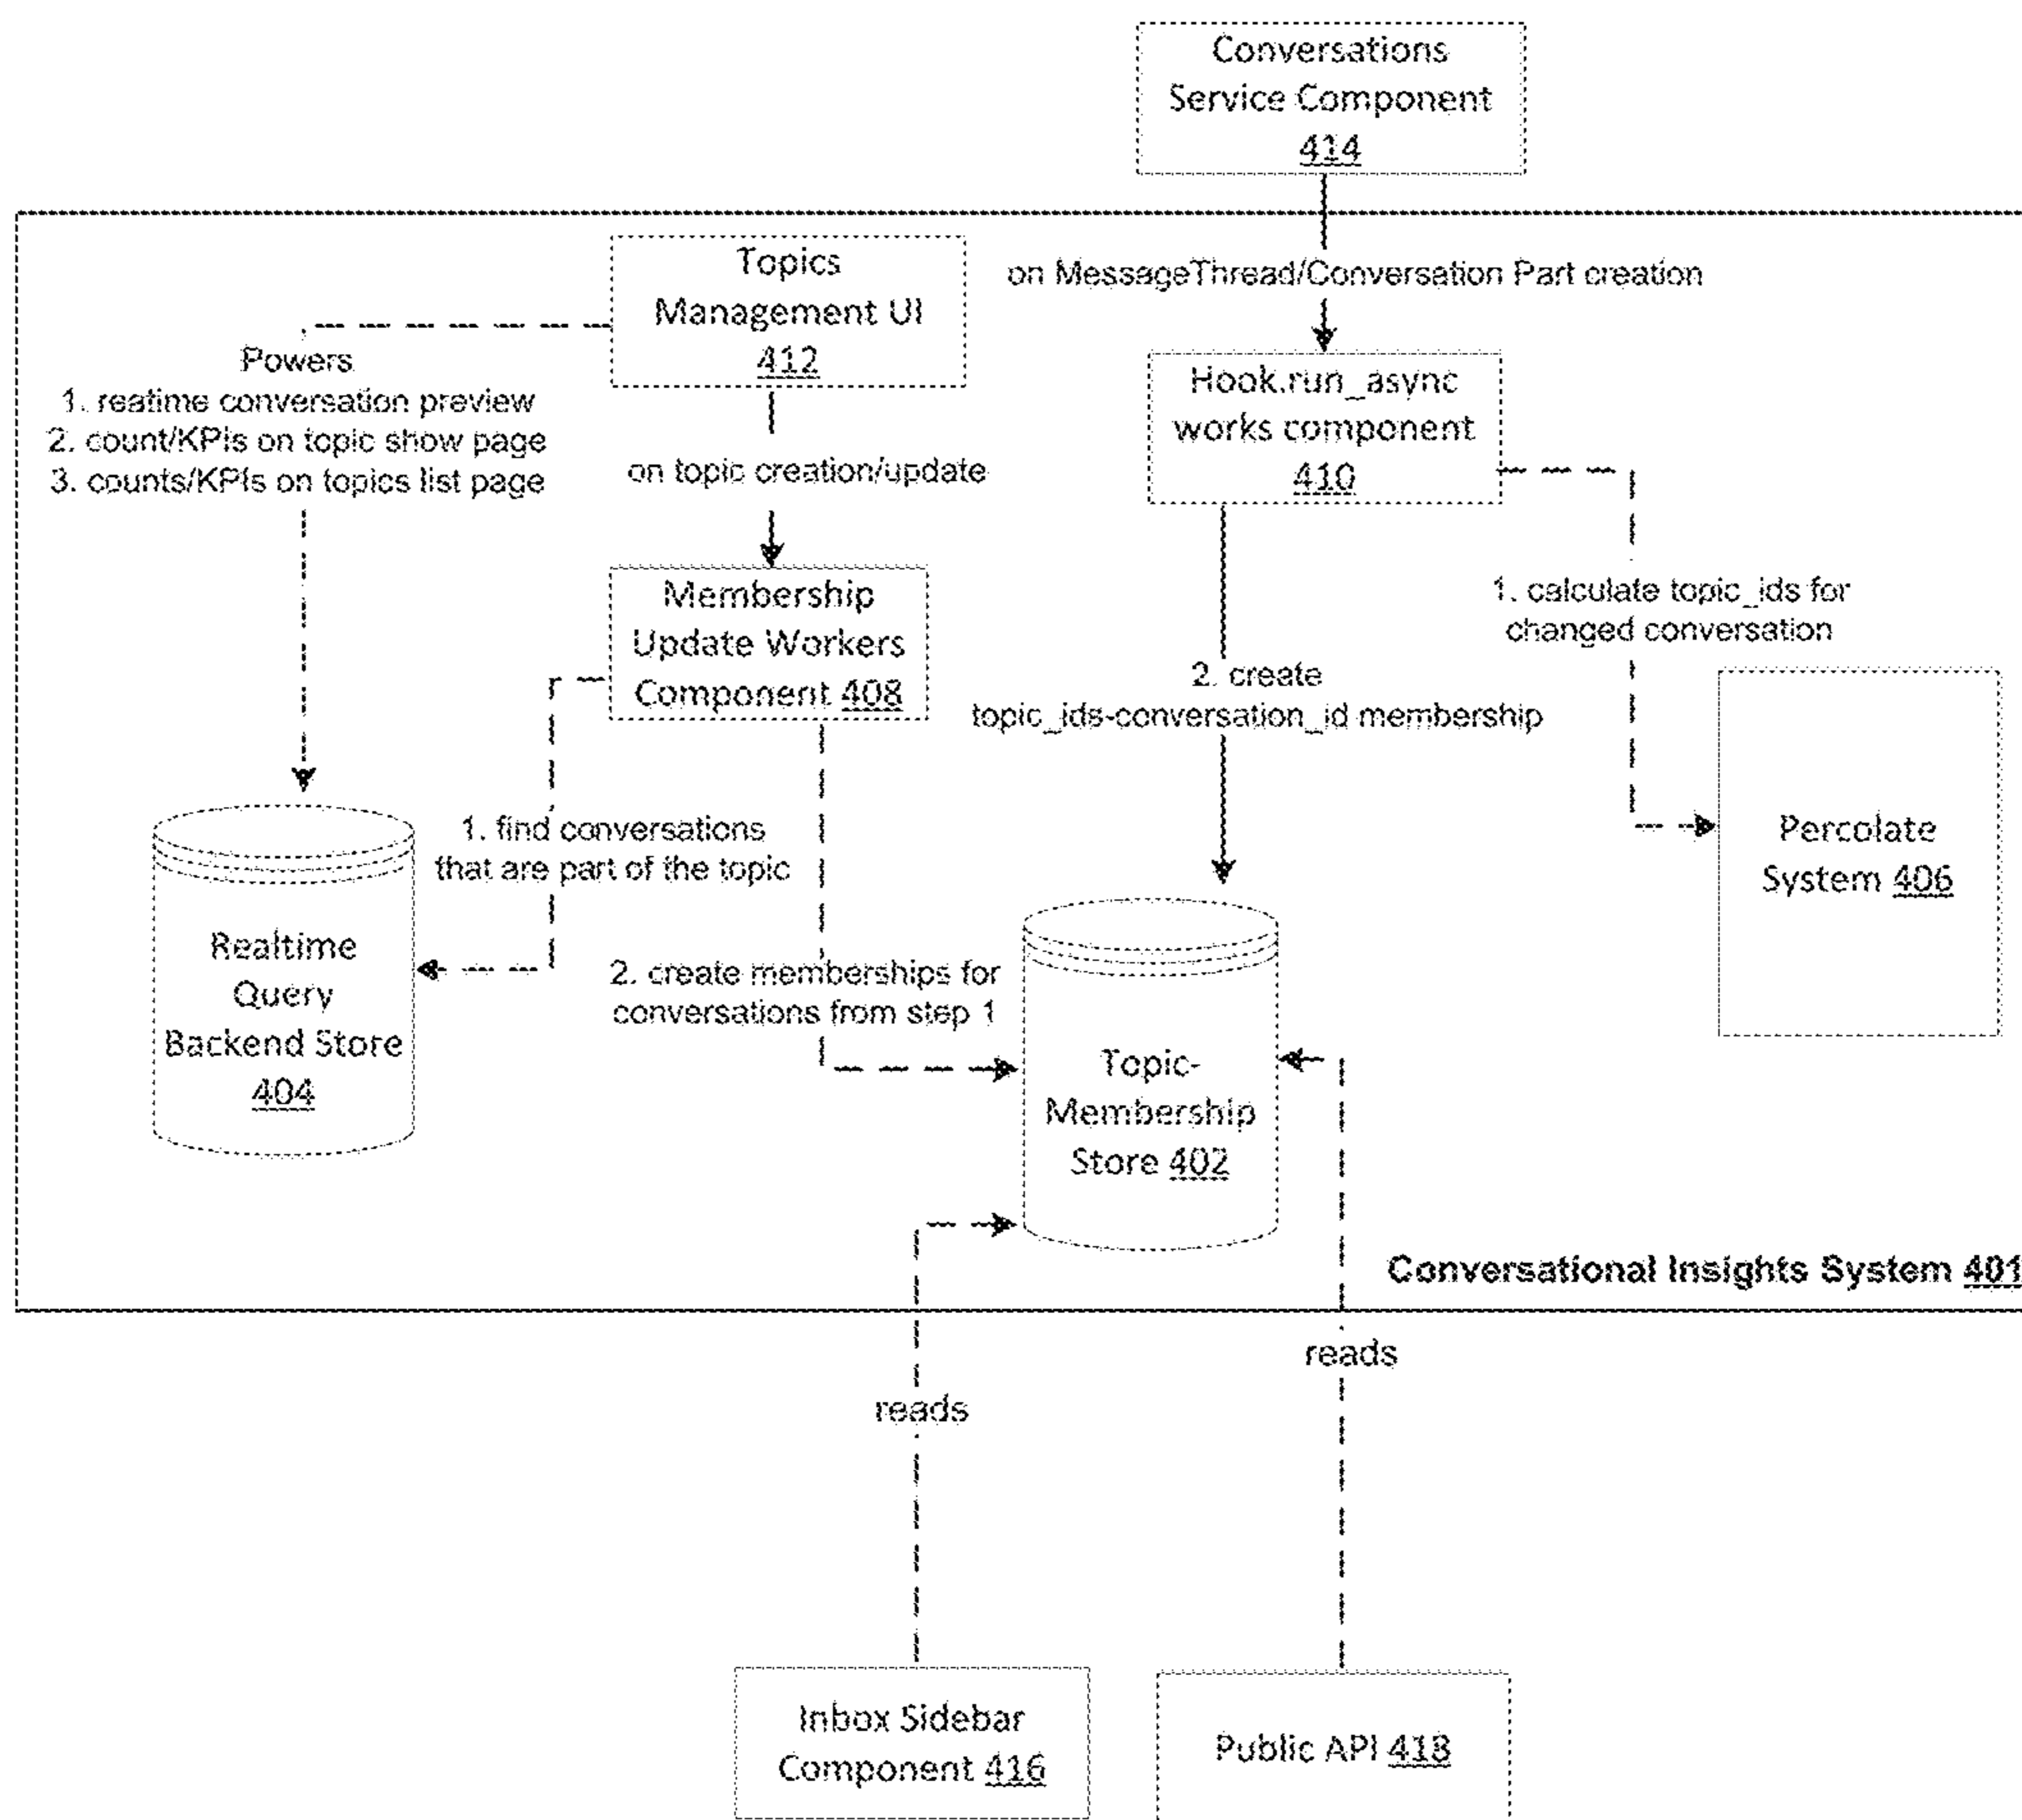 Conversations
Service Component
414
Topics
Management UI
412
on MessageThread/Conversation Part creation
Powers
1. realtime conversation preview
2. count/KPIs on topic show page
3. counts/KPIs on topics list page
on topic creation/update
Hook.run_async
works component
410
Membership
Update Workers
Component 408
1. calculate topic_ids for
changed conversation
2. create
topic_ids-conversation_id membership
1. find conversations
that are part of the topic
Percolate
System 406
Realtime
Query
Backend Store
404
2. create memberships for
conversations from step 1
Topic-
Membership
Store 402
Conversational Insights System 401
reads
reads
Inbox Sidebar
Component 416
Public API 418